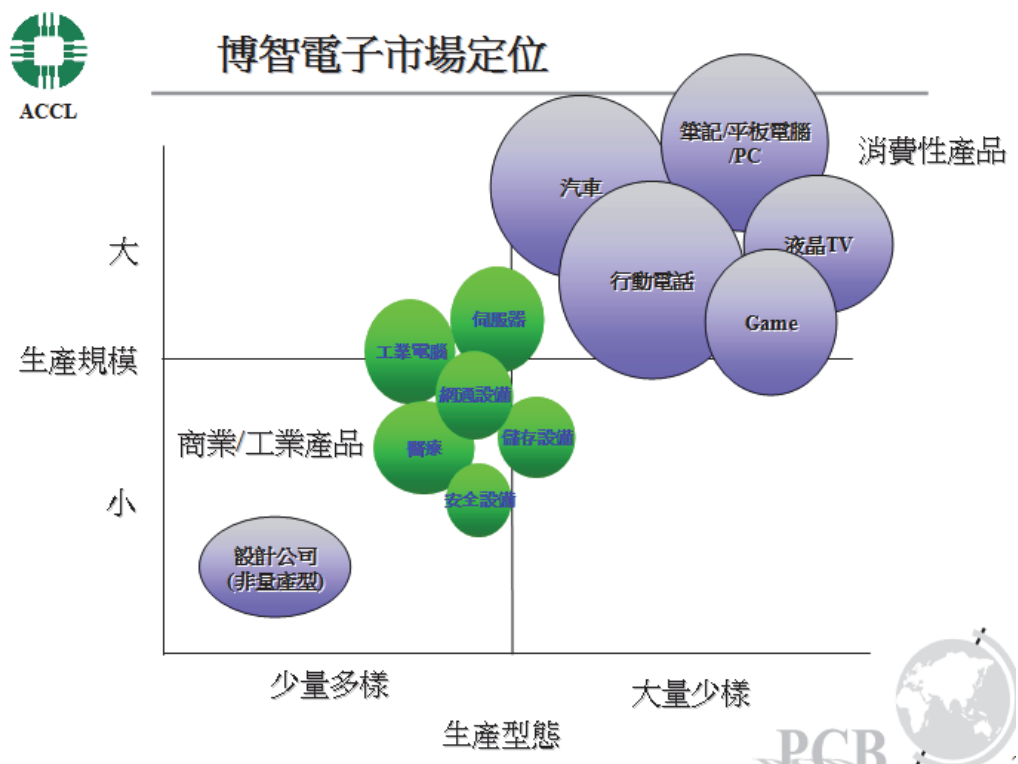 博智電子市場定位
ACCL
筆記/平板電腦
/PC
消費性產品
汽車
液晶TV
大
行動電話
伺服器
Game
工業電腦
生產規模
網通設備
商業/工業產品
醫療
儲存設備
小
安全設備
設計公司
(非量產型)
少量多樣
大量少樣
生產型態
PCB